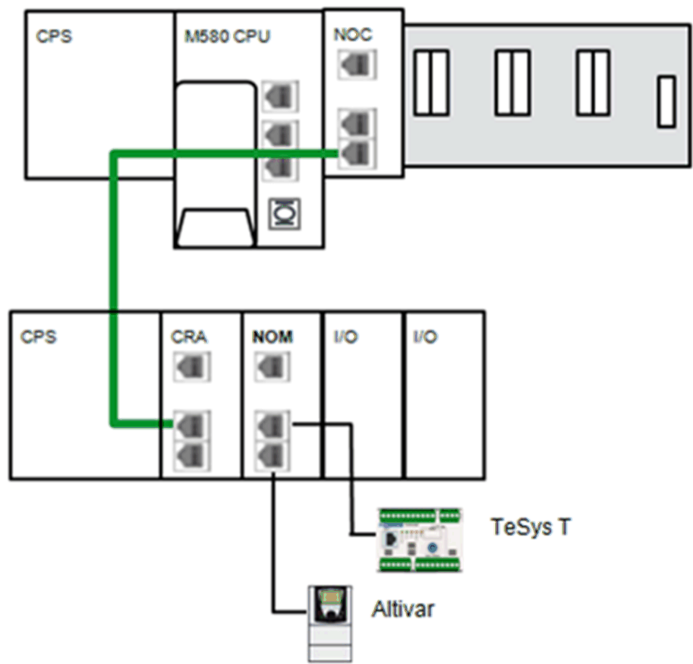 CPS
M580 CPU
NOC
CPS
CRA
NOM
I/O
I/O
TeSys T
Altivar